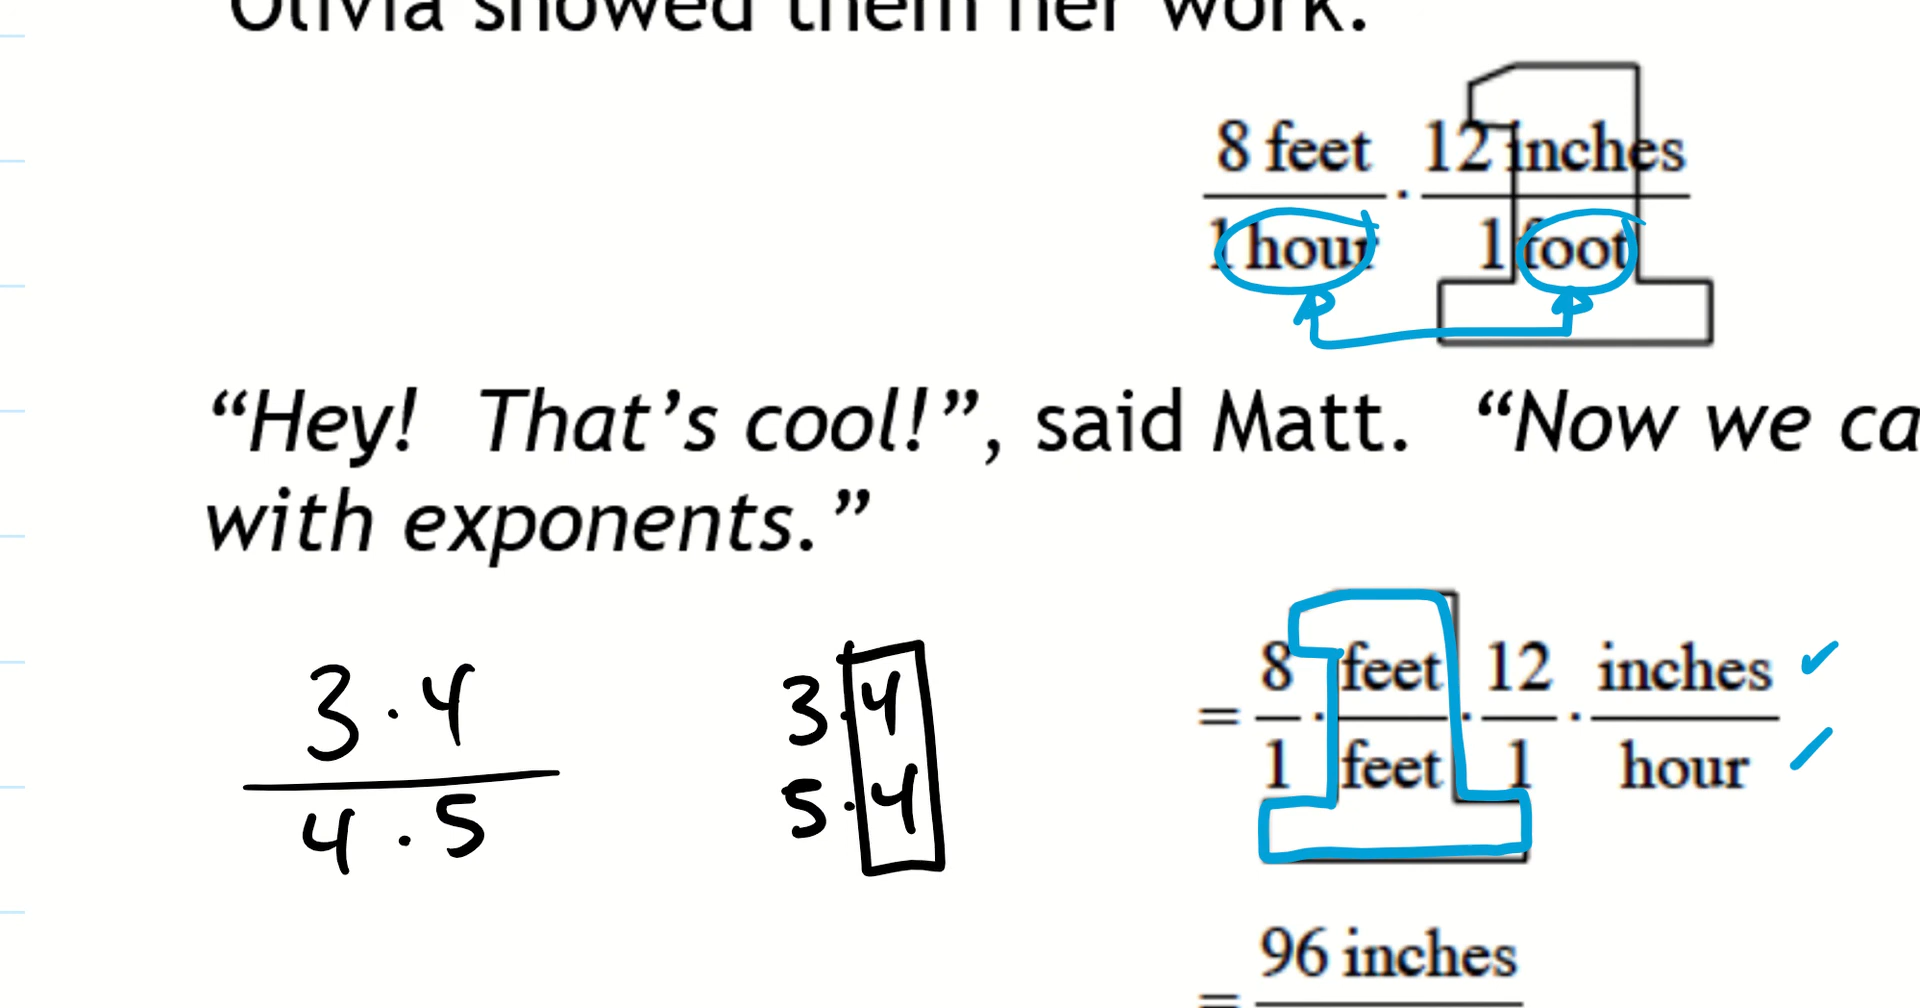 Olivia showed them her work.
8 feet / 1 hour · 12 inches / 1 foot
“Hey! That’s cool!”, said Matt. “Now we ca
with exponents.”
3 · 4 / 4 · 5
3 · 4
5 · 4
= 8/1 · feet/feet · 12/1 · inches/hour
= 96 inches